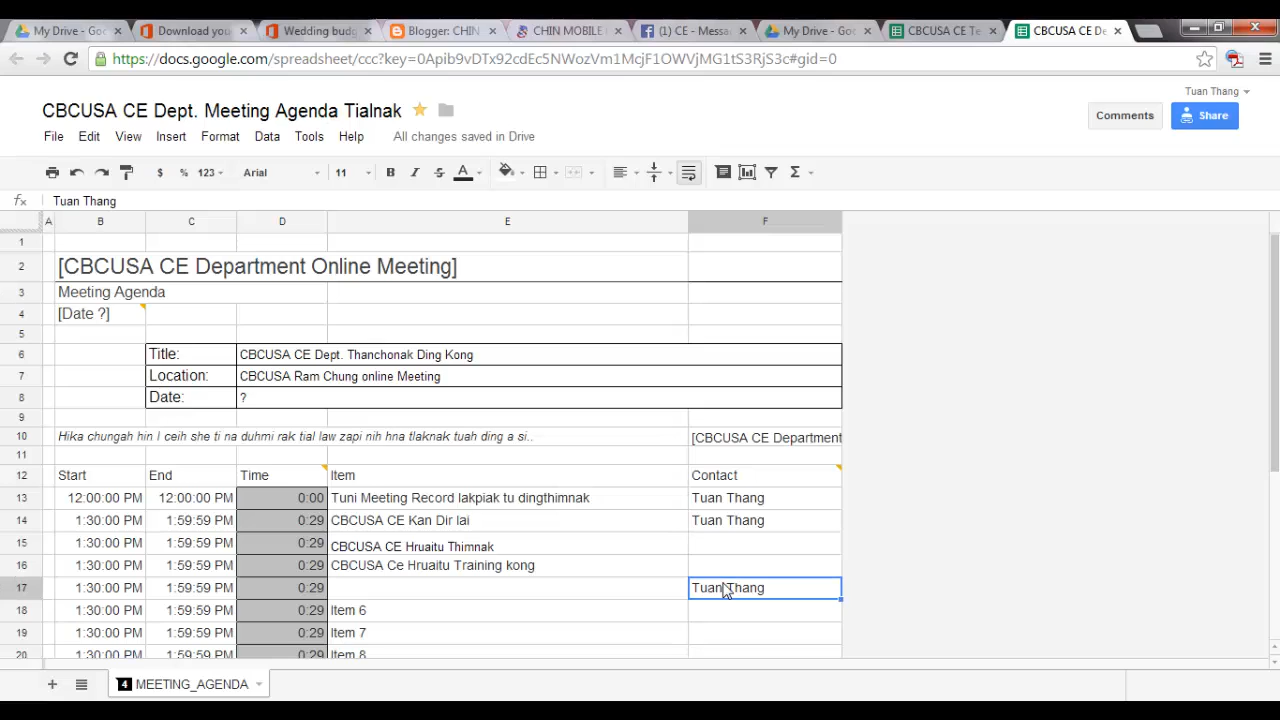 My Drive - Goo
Download you
Wedding budg
Blogger: CHIN
CHIN MOBILE
(1) CE - Messa
My Drive - Go
CBCUSA CE Te
CBCUSA CE De
https://docs.google.com/spreadsheet/ccc?key=0Apib9vDTx92cdEc5NWozVm1McjF1OWVjMG1tS3RjS3c#gid=0
Tuan Thang
CBCUSA CE Dept. Meeting Agenda Tialnak
Comments
Share
File Edit View Insert Format Data Tools Help All changes saved in Drive
$ % 123 Arial 11 B I S A Σ
fx Tuan Thang
A B C D E F
1
2 [CBCUSA CE Department Online Meeting]
3 Meeting Agenda
4 [Date ?]
5
6 Title: CBCUSA CE Dept. Thanchonak Ding Kong
7 Location: CBCUSA Ram Chung online Meeting
8 Date: ?
9
10 Hika chungah hin I ceih she ti na duhmi rak tial law zapi nih hna tlaknak tuah ding a si.. [CBCUSA CE Department
11
12 Start End Time Item Contact
13 12:00:00 PM 12:00:00 PM 0:00 Tuni Meeting Record lakpiak tu dingthimnak Tuan Thang
14 1:30:00 PM 1:59:59 PM 0:29 CBCUSA CE Kan Dir lai Tuan Thang
15 1:30:00 PM 1:59:59 PM 0:29 CBCUSA CE Hruaitu Thimnak
16 1:30:00 PM 1:59:59 PM 0:29 CBCUSA Ce Hruaitu Training kong
17 1:30:00 PM 1:59:59 PM 0:29 Tuan Thang
18 1:30:00 PM 1:59:59 PM 0:29 Item 6
19 1:30:00 PM 1:59:59 PM 0:29 Item 7
20 1:30:00 PM 1:59:59 PM 0:29 Item 8
4 MEETING_AGENDA